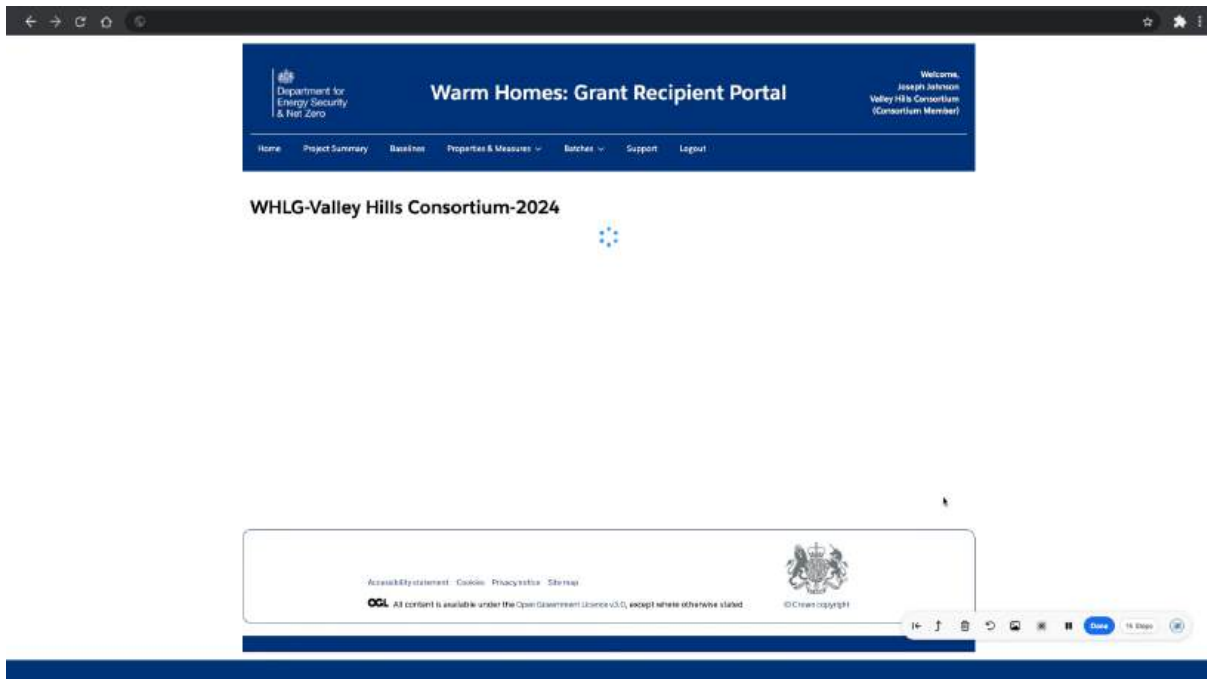 Department for
Energy Security
& Net Zero
Warm Homes: Grant Recipient Portal
Welcome,
Joseph Johnson
Valley Hills Consortium
(Consortium Member)
Home Project Summary Baselines Properties & Measures Batches Support Logout
WHLG-Valley Hills Consortium-2024
Accessibility statement Cookies Privacy notice Sitemap
OGL All content is available under the Open Government Licence v3.0, except where otherwise stated
© Crown copyright
Done Steps